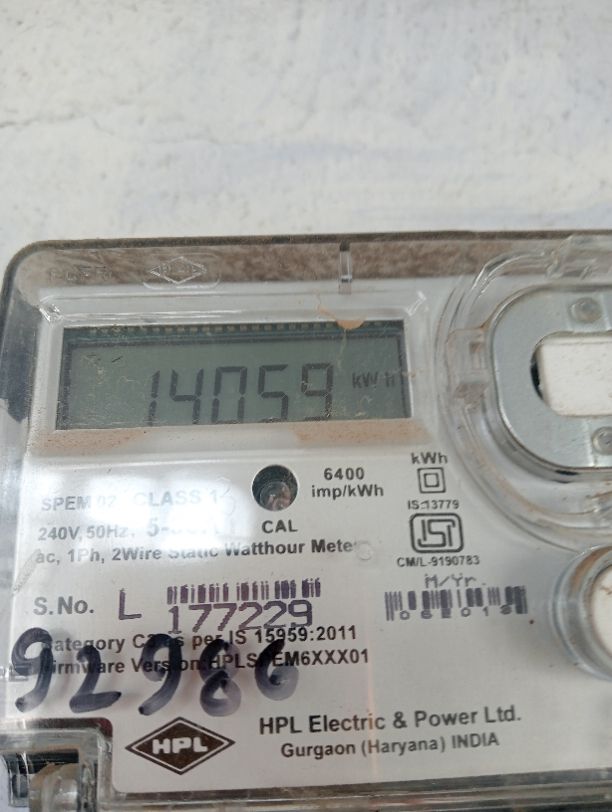 14059 kWh
6400
imp/kWh
kWh
SPEM 02 CLASS 1
IS:13779
240V, 50Hz,
CAL
ISI
ac, 1Ph, 2Wire Static Watthour Meter
CM/L-9190783
M/Yr.
S.No. L 177229
Category C2 as per IS 15959:2011
Firmware Version:HPLSPEM6XXX01
92986
HPL
HPL Electric & Power Ltd.
Gurgaon (Haryana) INDIA